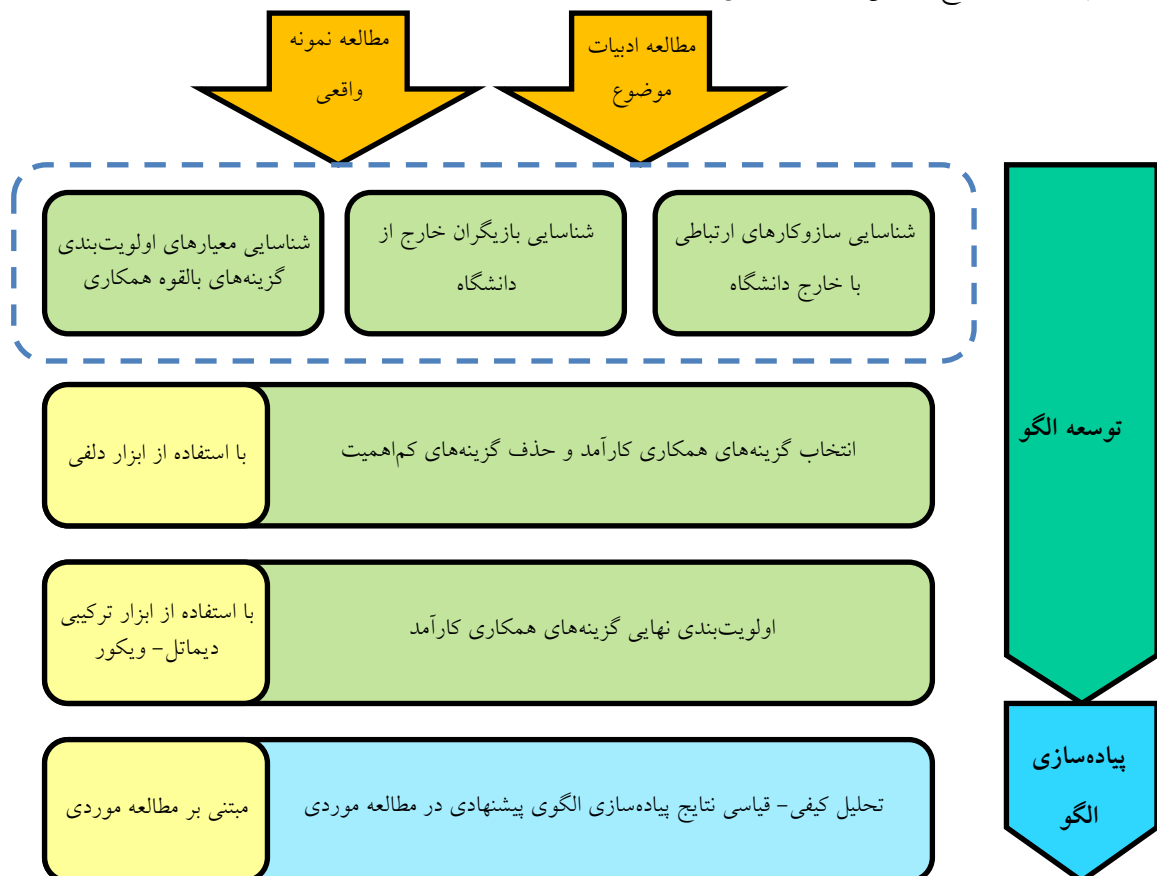 مطالعه ادبیات
موضوع
مطالعه نمونه
واقعی
شناسایی سازوکارهای ارتباطی
با خارج دانشگاه
شناسایی بازیگران خارج از
دانشگاه
شناسایی معیارهای اولویت‌بندی
گزینه‌های بالقوه همکاری
توسعه الگو
انتخاب گزینه‌های همکاری کارآمد و حذف گزینه‌های کم‌اهمیت
با استفاده از ابزار دلفی
اولویت‌بندی نهایی گزینه‌های همکاری کارآمد
با استفاده از ابزار ترکیبی
دیماتل- ویکور
پیاده‌سازی
الگو
تحلیل کیفی- قیاسی نتایج پیاده‌سازی الگوی پیشنهادی در مطالعه موردی
مبتنی بر مطالعه موردی